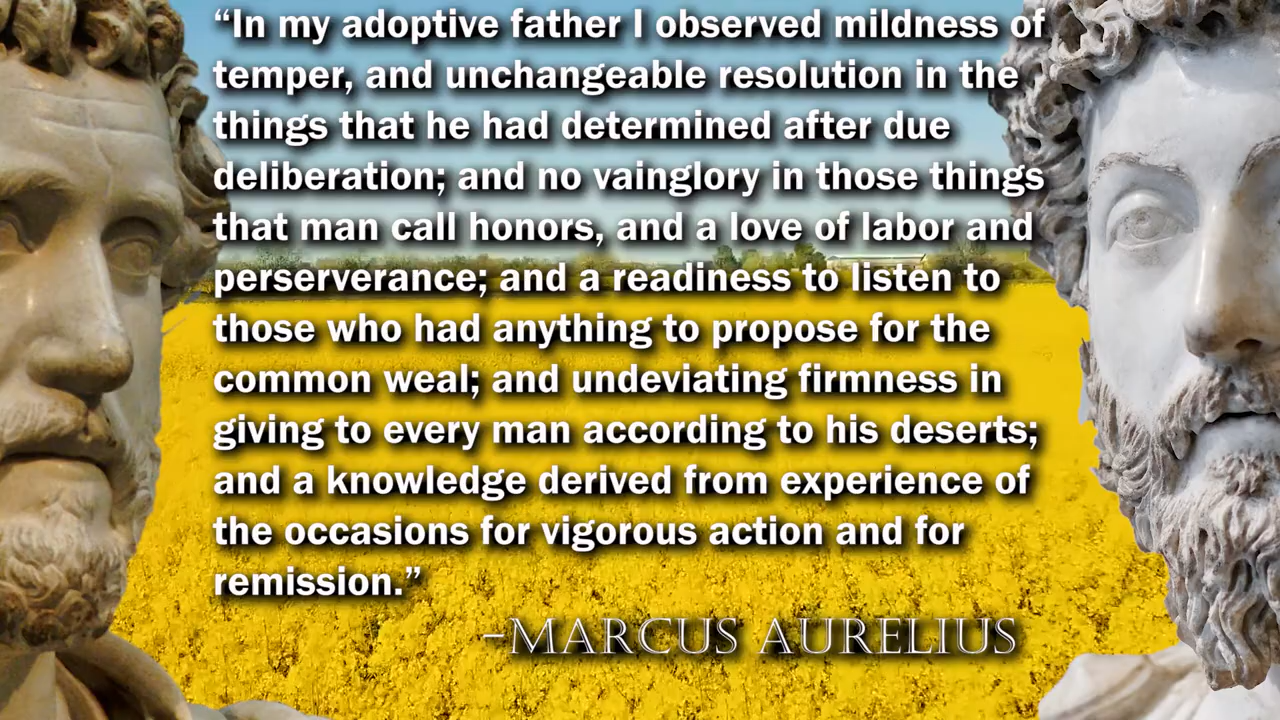 “In my adoptive father I observed mildness of
temper, and unchangeable resolution in the
things that he had determined after due
deliberation; and no vainglory in those things
that man call honors, and a love of labor and
perserverance; and a readiness to listen to
those who had anything to propose for the
common weal; and undeviating firmness in
giving to every man according to his deserts;
and a knowledge derived from experience of
the occasions for vigorous action and for
remission.”
-MARCUS AURELIUS